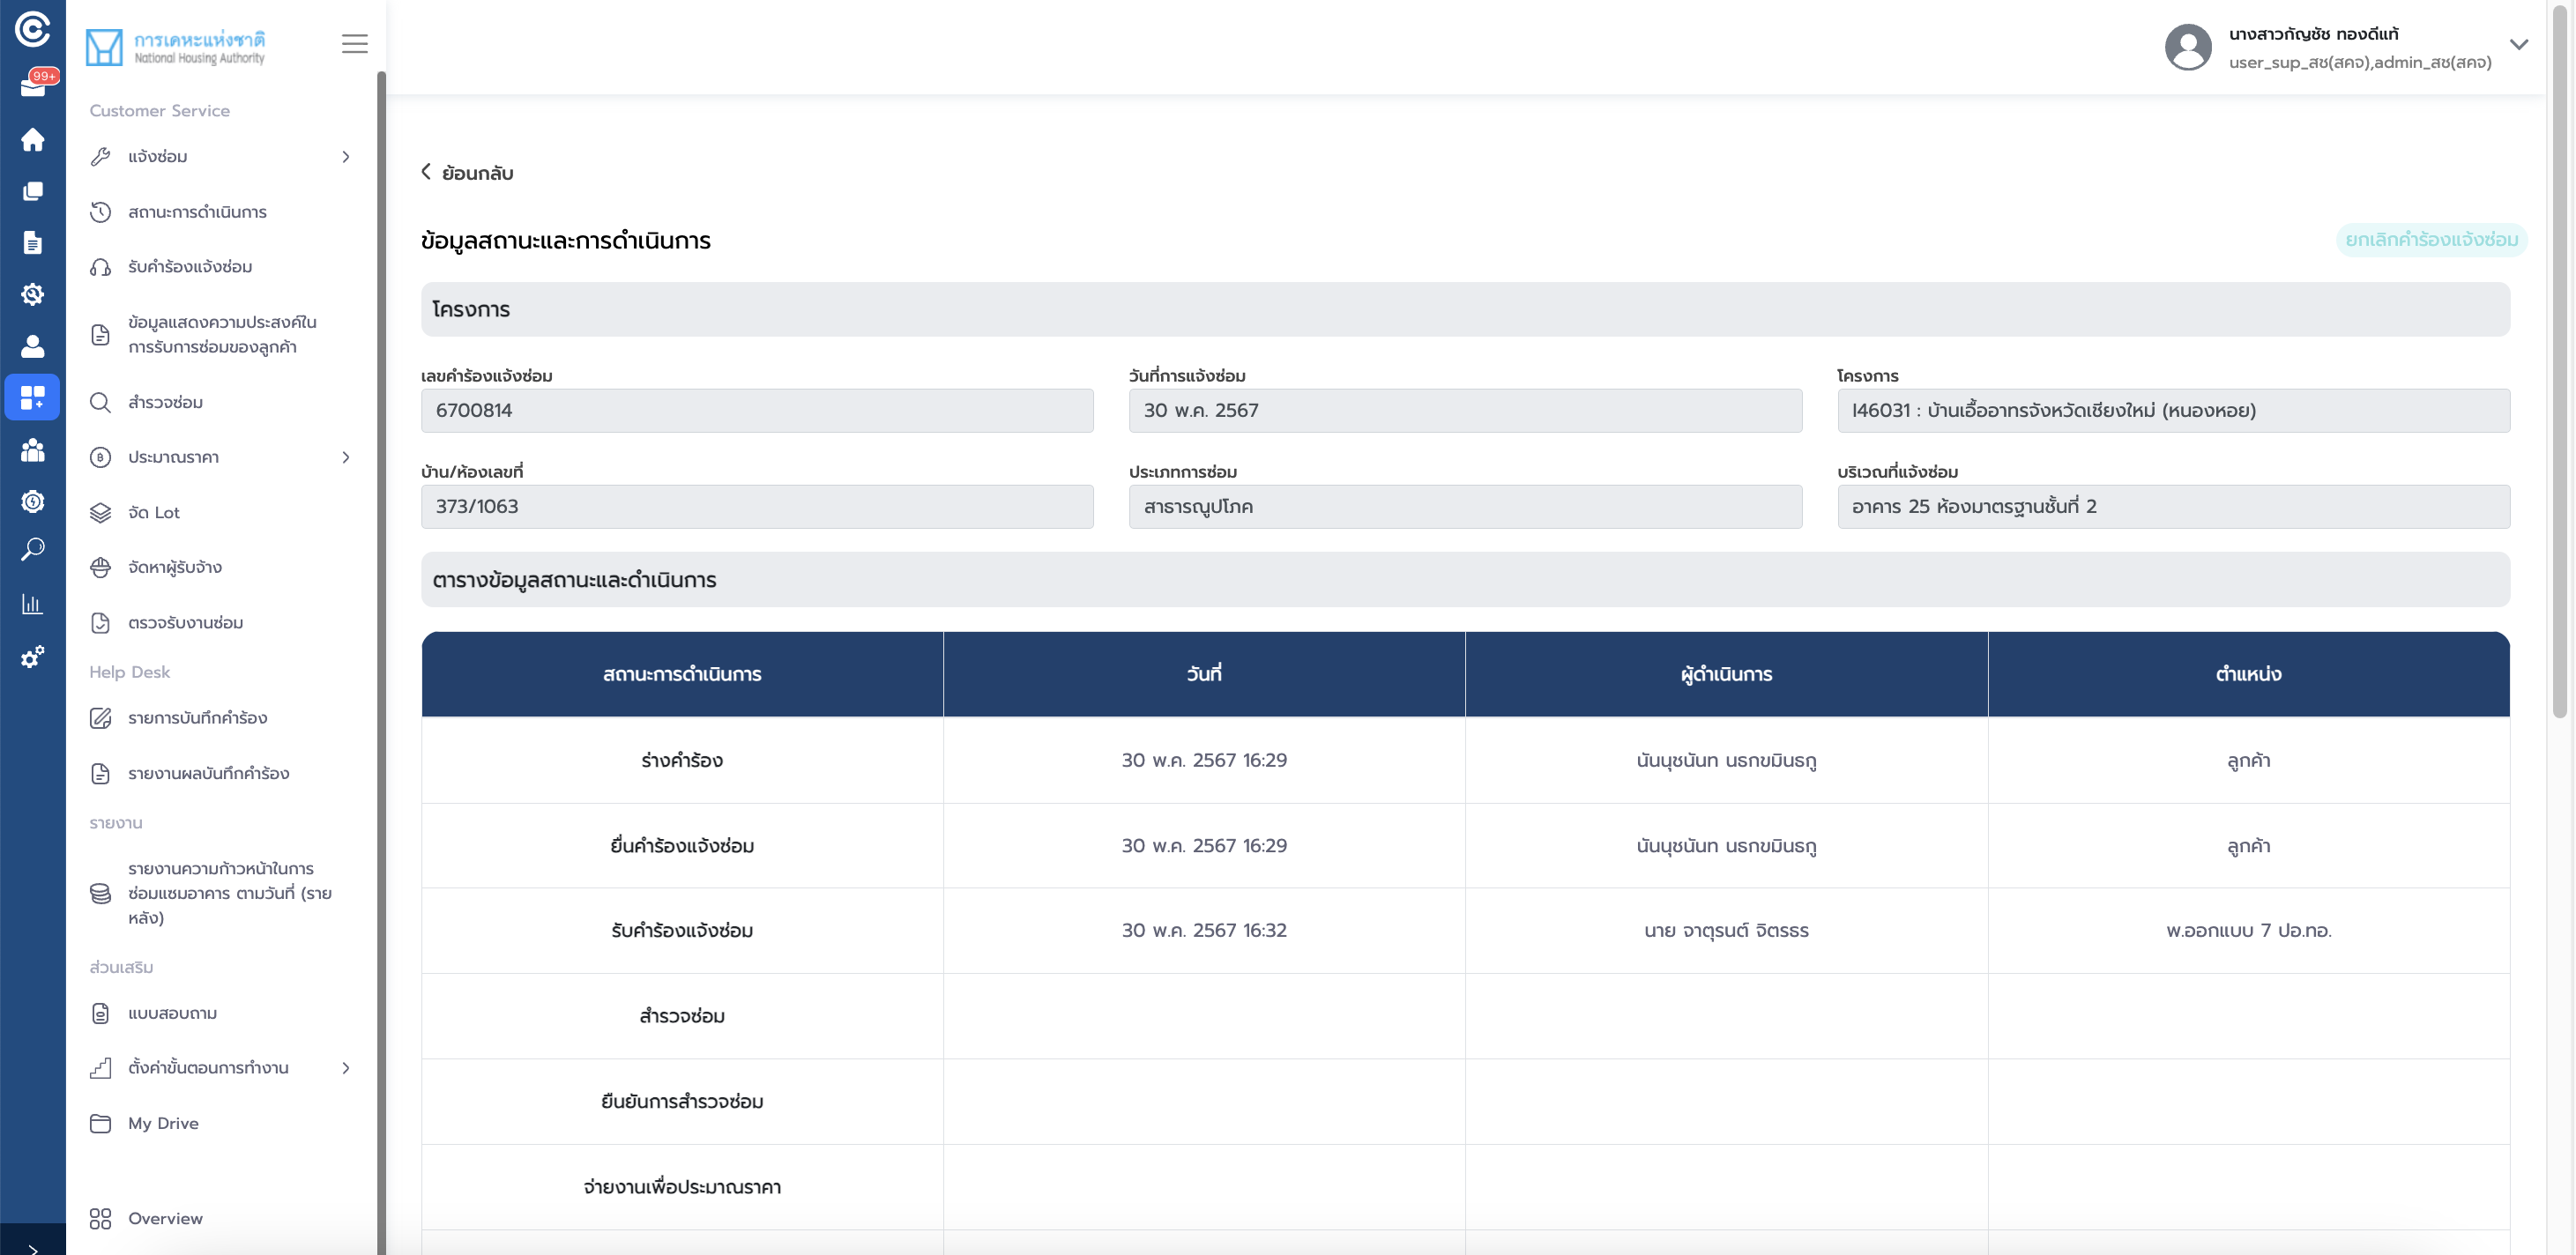 การเคหะแห่งชาติ
National Housing Authority
99+
Customer Service
แจ้งซ่อม
สถานะการดำเนินการ
รับคำร้องแจ้งซ่อม
ข้อมูลแสดงความประสงค์ใน
การรับการซ่อมของลูกค้า
สำรวจซ่อม
ประมาณราคา
จัด Lot
จัดหาผู้รับจ้าง
ตรวจรับงานซ่อม
Help Desk
รายการบันทึกคำร้อง
รายงานผลบันทึกคำร้อง
รายงาน
รายงานความก้าวหน้าในการ
ซ่อมแซมอาคาร ตามวันที่ (ราย
หลัง)
ส่วนเสริม
แบบสอบถาม
ตั้งค่าขั้นตอนการทำงาน
My Drive
Overview
นางสาวกัญชัช ทองดีแท้
user_sup_สช(สคจ),admin_สช(สคจ)
ย้อนกลับ
ข้อมูลสถานะและการดำเนินการ
ยกเลิกคำร้องแจ้งซ่อม
โครงการ
เลขคำร้องแจ้งซ่อม วันที่การแจ้งซ่อม โครงการ
6700814 30 พ.ค. 2567 I46031 : บ้านเอื้ออาทรจังหวัดเชียงใหม่ (หนองหอย)
บ้าน/ห้องเลขที่ ประเภทการซ่อม บริเวณที่แจ้งซ่อม
373/1063 สาธารณูปโภค อาคาร 25 ห้องมาตรฐานชั้นที่ 2
ตารางข้อมูลสถานะและดำเนินการ
สถานะการดำเนินการ วันที่ ผู้ดำเนินการ ตำแหน่ง
ร่างคำร้อง 30 พ.ค. 2567 16:29 นันนุชนันท นธกขมินธกู ลูกค้า
ยื่นคำร้องแจ้งซ่อม 30 พ.ค. 2567 16:29 นันนุชนันท นธกขมินธกู ลูกค้า
รับคำร้องแจ้งซ่อม 30 พ.ค. 2567 16:32 นาย จาตุรนต์ จิตรธร พ.ออกแบบ 7 ปอ.ทอ.
สำรวจซ่อม
ยืนยันการสำรวจซ่อม
จ่ายงานเพื่อประมาณราคา